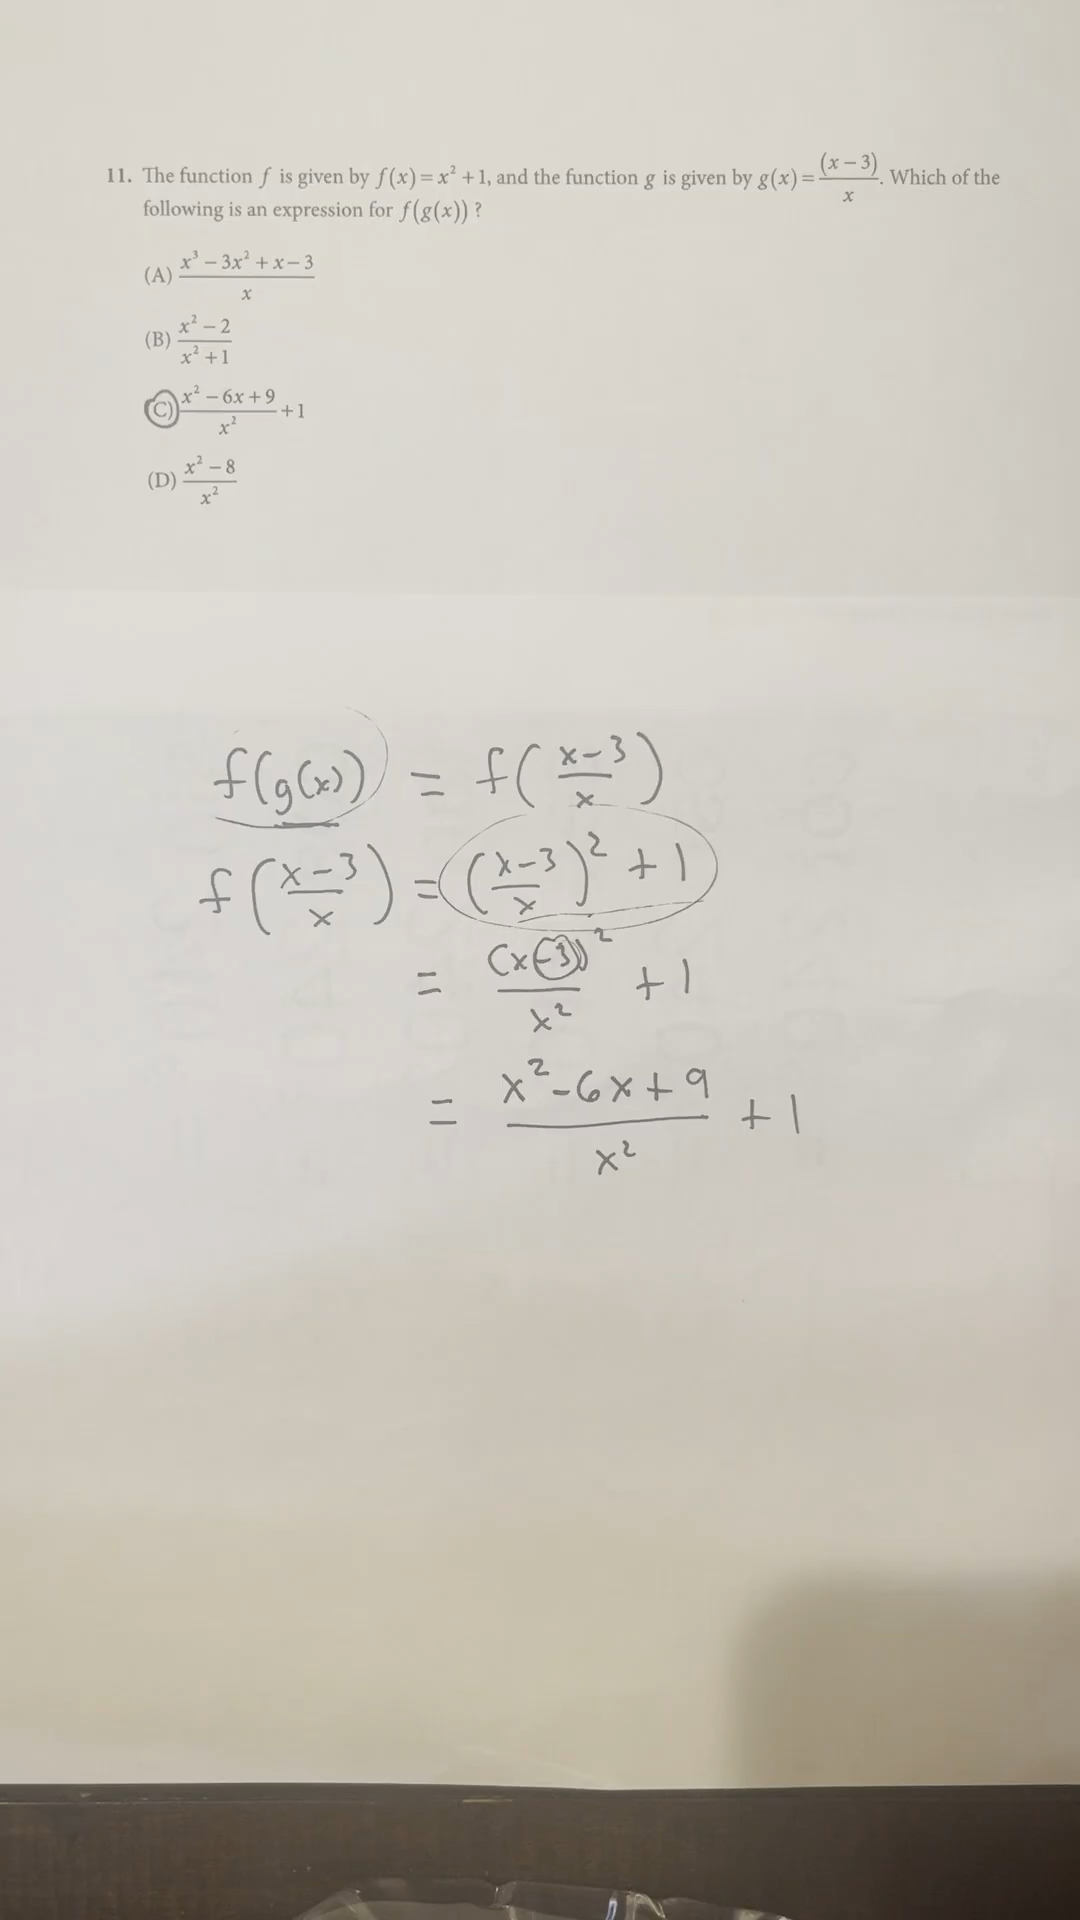 11. The function f is given by f(x) = x² + 1, and the function g is given by g(x) = (x − 3)/x. Which of the
following is an expression for f(g(x)) ?
(A) (x³ − 3x² + x − 3)/x
(B) (x² − 2)/(x² + 1)
(C) (x² − 6x + 9)/x² + 1
(D) (x² − 8)/x²
f(g(x)) = f((x−3)/x)
f((x−3)/x) = ((x−3)/x)² + 1
= (x−3)²/x² + 1
= (x²−6x+9)/x² + 1